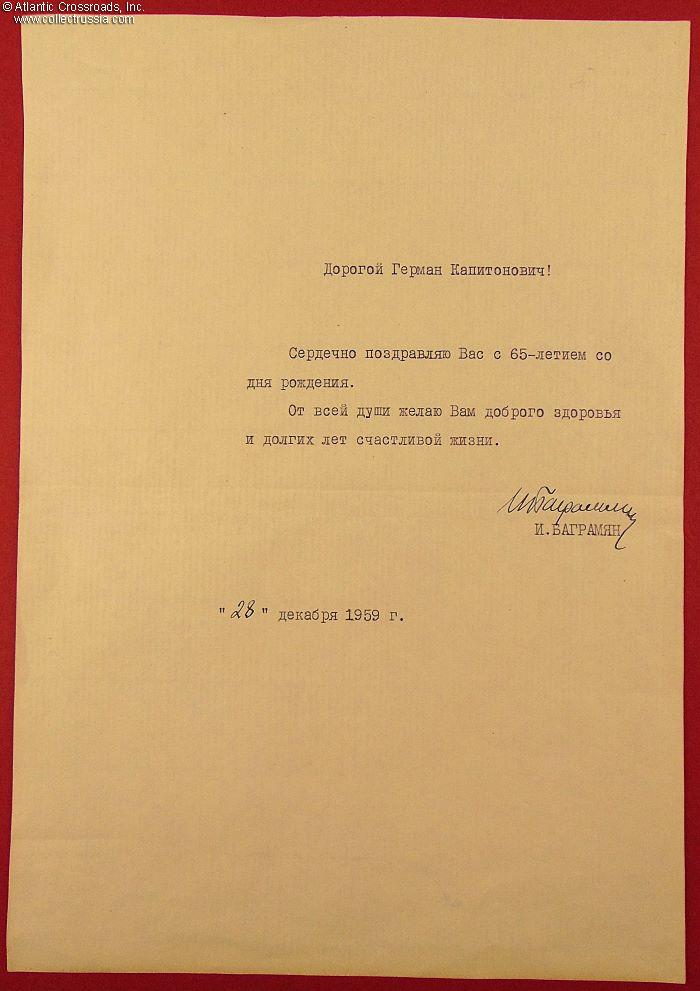 © Atlantic Crossroads, Inc.
www.collectrussia.com
Дорогой Герман Капитонович!
Сердечно поздравляю Вас с 65-летием со
дня рождения.
От всей души желаю Вам доброго здоровья
и долгих лет счастливой жизни.
ИБаграмян
И.БАГРАМЯН
"28" декабря 1959 г.